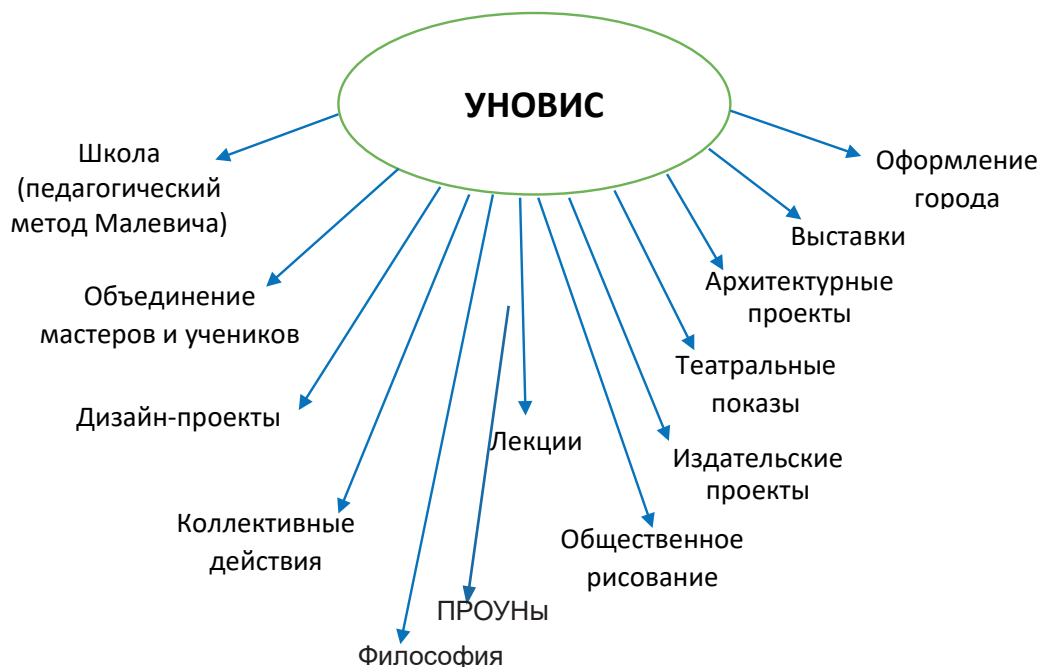 УНОВИС
Школа
(педагогический
метод Малевича)
Объединение
мастеров и учеников
Дизайн-проекты
Коллективные
действия
Философия
ПРОУНы
Лекции
Общественное
рисование
Издательские
проекты
Театральные
показы
Архитектурные
проекты
Выставки
Оформление
города